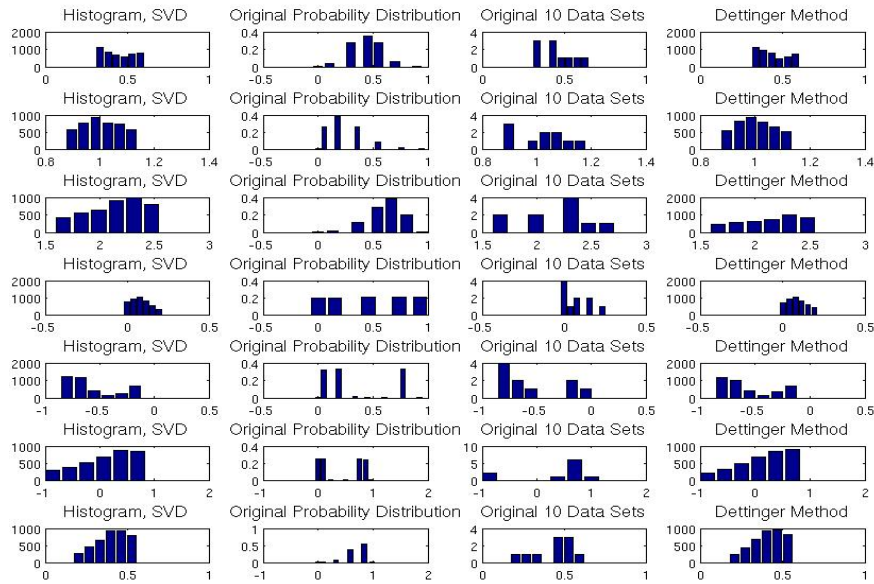 Histogram, SVD Original Probability Distribution Original 10 Data Sets Dettinger Method
2000 0.4 4 2000
1000 0.2 2 1000
0 0 0 0
0 0.5 1 -0.5 0 0.5 1 0 0.5 1 0 0.5 1
Histogram, SVD Original Probability Distribution Original 10 Data Sets Dettinger Method
1000 0.4 4 1000
500 0.2 2 500
0 0 0 0
0.8 1 1.2 1.4 -0.5 0 0.5 1 0.8 1 1.2 1.4 0.8 1 1.2 1.4
Histogram, SVD Original Probability Distribution Original 10 Data Sets Dettinger Method
1000 0.4 4 2000
500 0.2 2 1000
0 0 0 0
1.5 2 2.5 3 -0.5 0 0.5 1 1.5 2 2.5 3 1.5 2 2.5 3
Histogram, SVD Original Probability Distribution Original 10 Data Sets Dettinger Method
2000 0.4 4 2000
1000 0.2 2 1000
0 0 0 0
-0.5 0 0.5 -0.5 0 0.5 1 -0.5 0 0.5 -0.5 0 0.5
Histogram, SVD Original Probability Distribution Original 10 Data Sets Dettinger Method
2000 0.4 4 2000
1000 0.2 2 1000
0 0 0 0
-1 -0.5 0 0.5 -0.5 0 0.5 1 -1 -0.5 0 0.5 -1 -0.5 0 0.5
Histogram, SVD Original Probability Distribution Original 10 Data Sets Dettinger Method
1000 0.4 10 1000
500 0.2 5 500
0 0 0 0
-1 0 1 2 -1 0 1 2 -1 0 1 2 -1 0 1 2
Histogram, SVD Original Probability Distribution Original 10 Data Sets Dettinger Method
1000 1 4 1000
500 0.5 2 500
0 0 0 0
0 0.5 1 -1 0 1 2 0 0.5 1 0 0.5 1